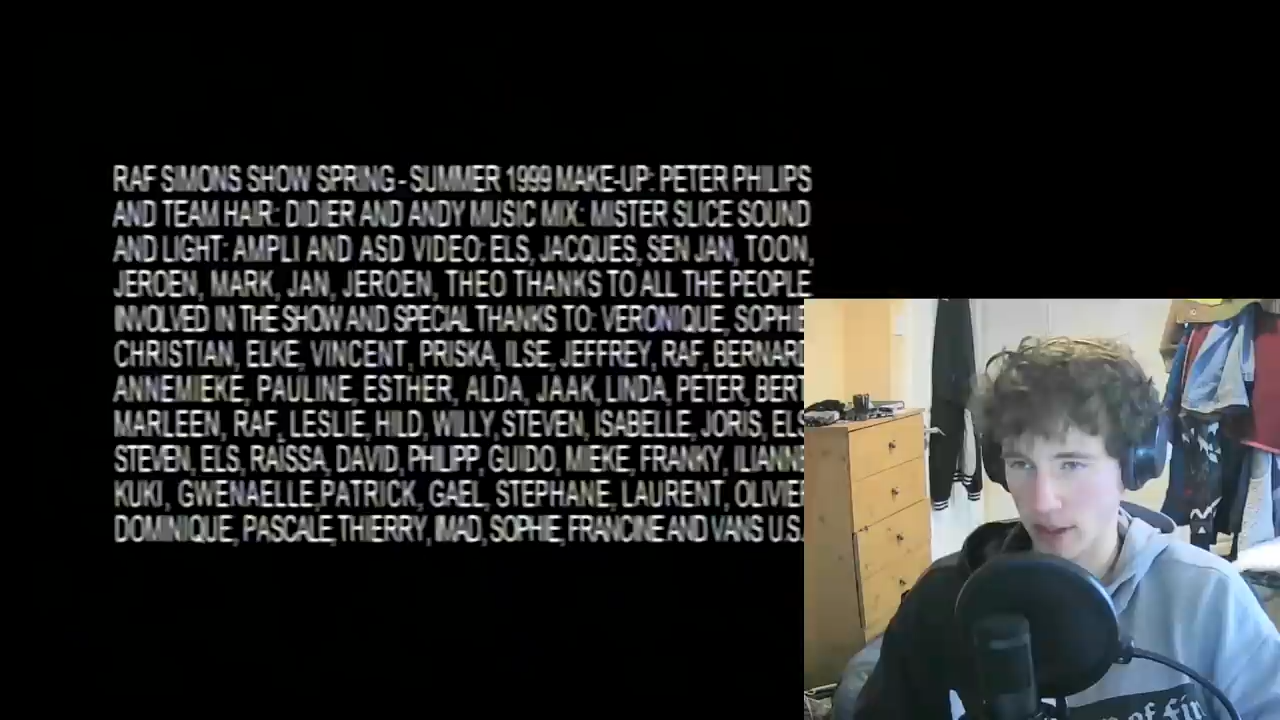 RAF SIMONS SHOW SPRING - SUMMER 1999 MAKE-UP: PETER PHILIPS
AND TEAM HAIR: DIDIER AND ANDY MUSIC MIX: MISTER SLICE SOUND
AND LIGHT: AMPLI AND ASD VIDEO: ELS, JACQUES, SEN JAN, TOON,
JEROEN, MARK, JAN, JEROEN, THEO THANKS TO ALL THE PEOPLE
INVOLVED IN THE SHOW AND SPECIAL THANKS TO: VERONIQUE, SOPHIE
CHRISTIAN, ELKE, VINCENT, PRISKA, ILSE, JEFFREY, RAF, BERNARD
ANNEMIEKE, PAULINE, ESTHER, ALDA, JAAK, LINDA, PETER, BERT
MARLEEN, RAF, LESLIE, HILD, WILLY, STEVEN, ISABELLE, JORIS, ELS
STEVEN, ELS, RAÏSSA, DAVID, PHILIPP, GUIDO, MIEKE, FRANKY, ILIANNE
KUKI, GWENAELLE, PATRICK, GAEL, STEPHANE, LAURENT, OLIVIER
DOMINIQUE, PASCALE, THIERRY, IMAD, SOPHIE, FRANCINE AND VANS U.S.
of fir